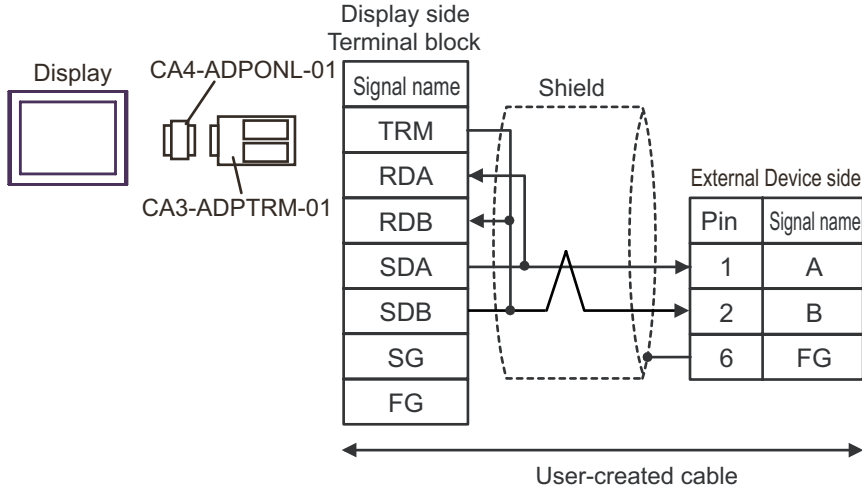 Display side
Terminal block
Display
CA4-ADPONL-01
CA3-ADPTRM-01
Signal name
TRM
RDA
RDB
SDA
SDB
SG
FG
Shield
External Device side
Pin Signal name
1 A
2 B
6 FG
User-created cable